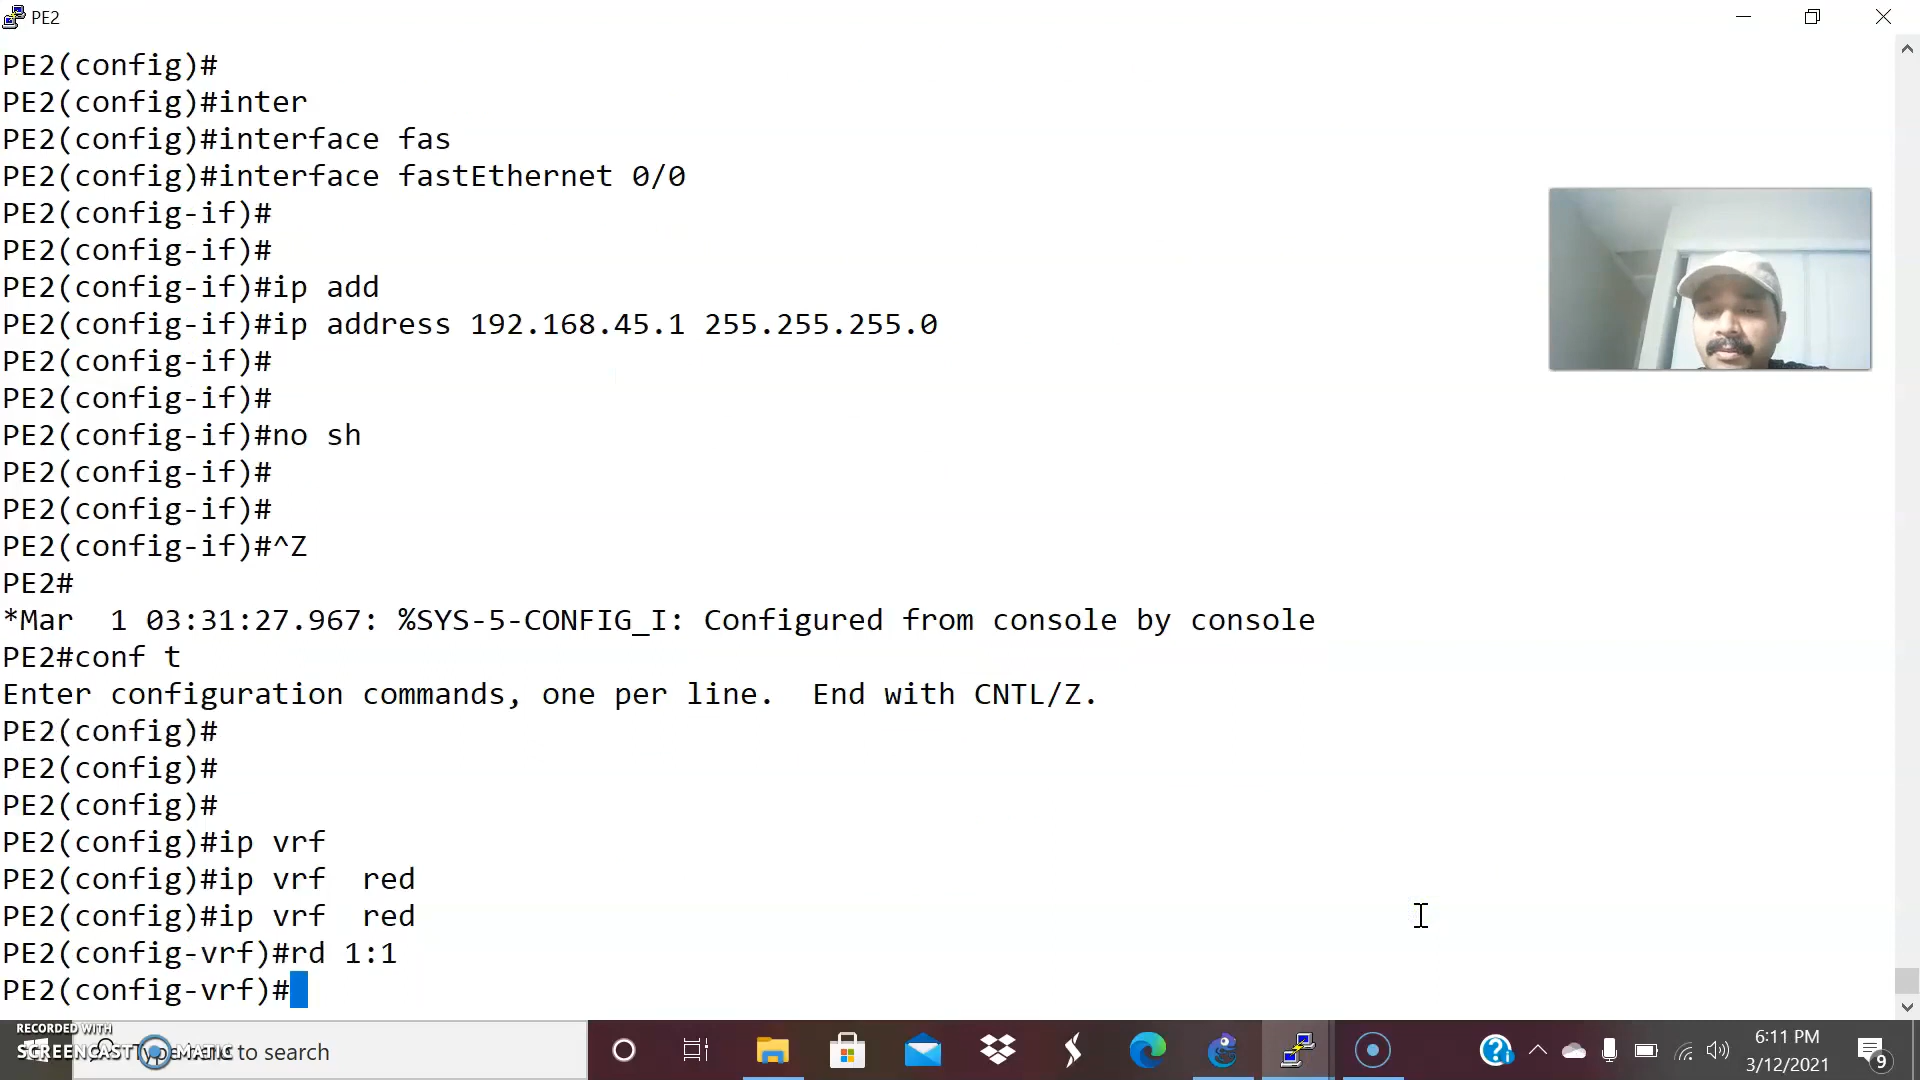 PE2
PE2(config)#
PE2(config)#inter
PE2(config)#interface fas
PE2(config)#interface fastEthernet 0/0
PE2(config-if)#
PE2(config-if)#
PE2(config-if)#ip add
PE2(config-if)#ip address 192.168.45.1 255.255.255.0
PE2(config-if)#
PE2(config-if)#
PE2(config-if)#no sh
PE2(config-if)#
PE2(config-if)#
PE2(config-if)#^Z
PE2#
*Mar  1 03:31:27.967: %SYS-5-CONFIG_I: Configured from console by console
PE2#conf t
Enter configuration commands, one per line.  End with CNTL/Z.
PE2(config)#
PE2(config)#
PE2(config)#
PE2(config)#ip vrf
PE2(config)#ip vrf  red
PE2(config)#ip vrf  red
PE2(config-vrf)#rd 1:1
PE2(config-vrf)#
RECORDED WITH
SCREENCAST MATIC
Type here to search
6:11 PM
3/12/2021
9